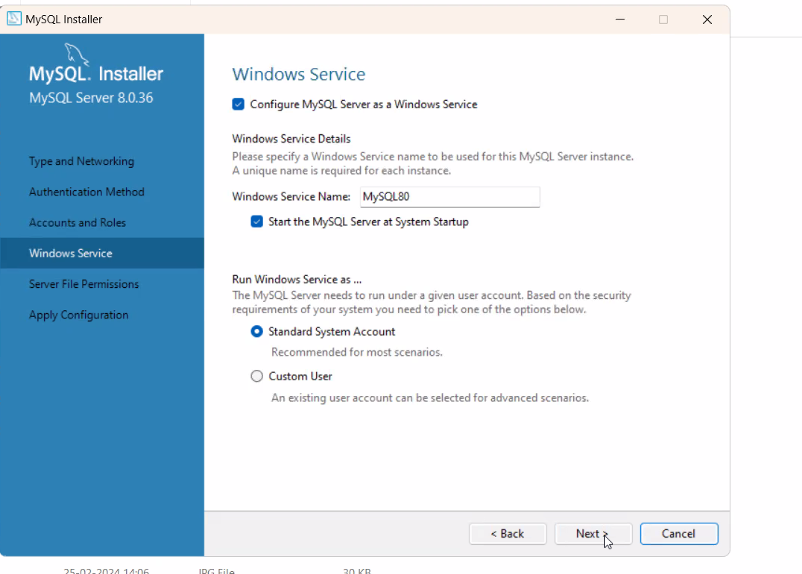 MySQL Installer
MySQL. Installer
MySQL Server 8.0.36
Type and Networking
Authentication Method
Accounts and Roles
Windows Service
Server File Permissions
Apply Configuration
Windows Service
Configure MySQL Server as a Windows Service
Windows Service Details
Please specify a Windows Service name to be used for this MySQL Server instance.
A unique name is required for each instance.
Windows Service Name: MySQL80
Start the MySQL Server at System Startup
Run Windows Service as ...
The MySQL Server needs to run under a given user account. Based on the security
requirements of your system you need to pick one of the options below.
Standard System Account
Recommended for most scenarios.
Custom User
An existing user account can be selected for advanced scenarios.
< Back Next > Cancel
25-02-2024 14:06 JPG File 30 KB